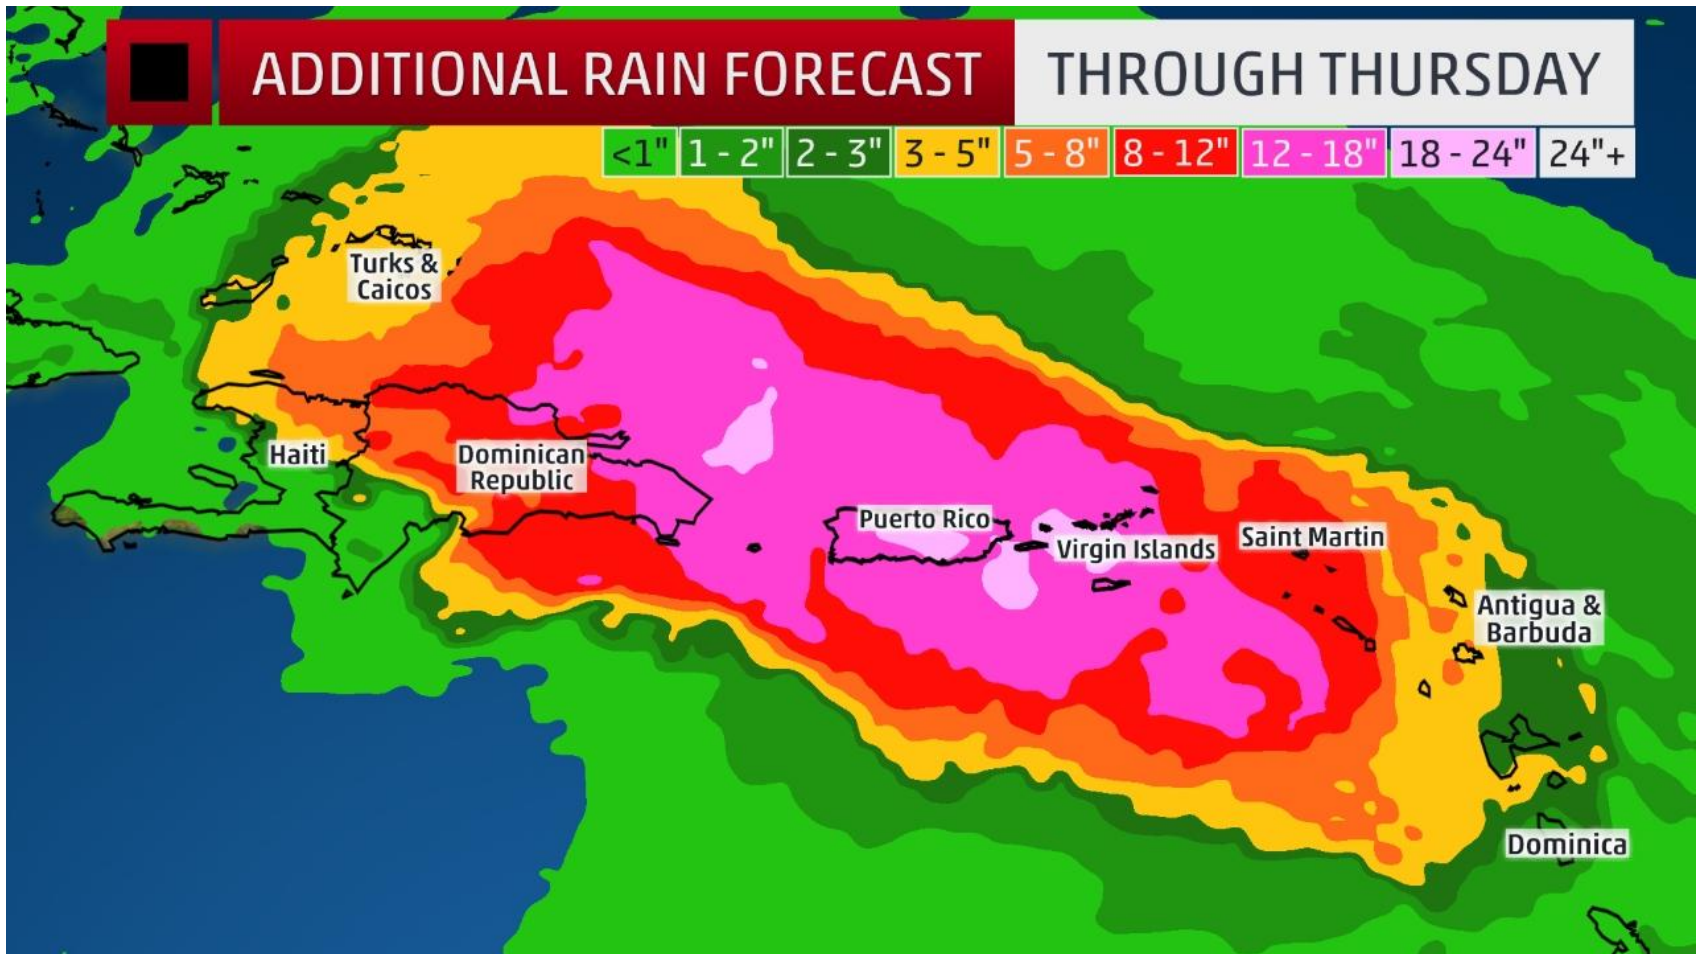 ADDITIONAL RAIN FORECAST THROUGH THURSDAY
<1" 1 - 2" 2 - 3" 3 - 5" 5 - 8" 8 - 12" 12 - 18" 18 - 24" 24"+
Turks &
Caicos
Haiti
Dominican
Republic
Puerto Rico
Virgin Islands
Saint Martin
Antigua &
Barbuda
Dominica